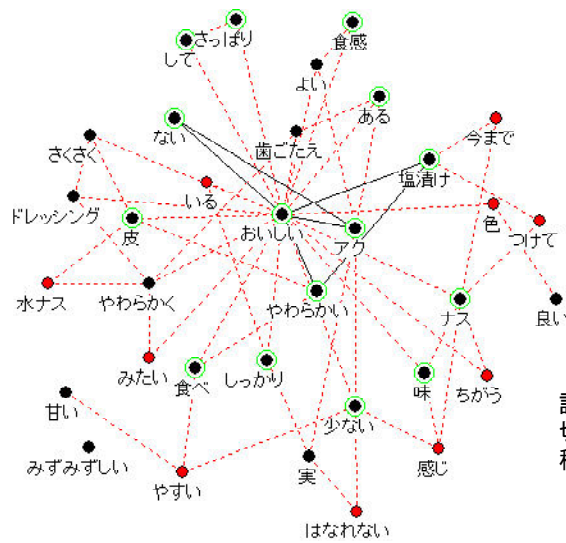 さっぱり
して
食感
よい
ある
ない
今まで
歯ごたえ
さくさく
塩漬け
いる
ドレッシング
皮
おいしい
アク
色
つけて
水ナス
やわらかく
やわらかい
ナス
良い
みたい
食べ
しっかり
味
ちがう
甘い
少ない
みずみずしい
やすい
実
感じ
はなれない